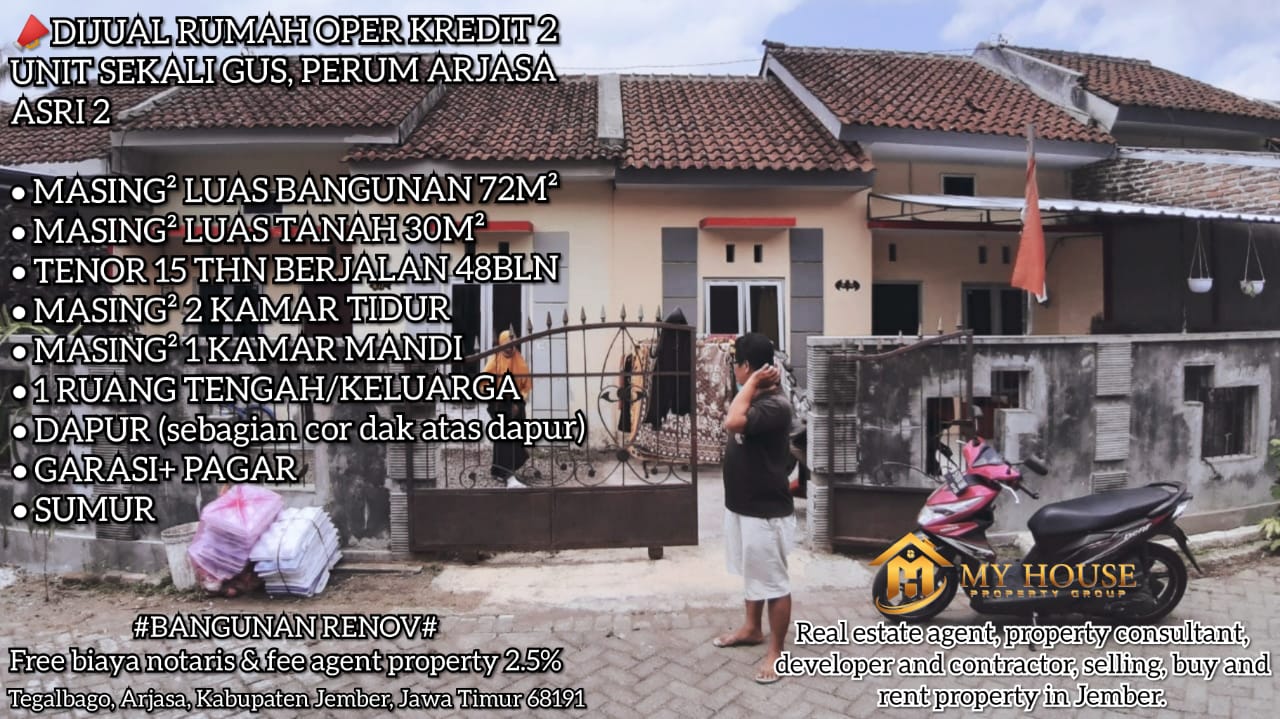 📣DIJUAL RUMAH OPER KREDIT 2
UNIT SEKALI GUS, PERUM ARJASA
ASRI 2
• MASING² LUAS BANGUNAN 72M²
• MASING² LUAS TANAH 30M²
• TENOR 15 THN BERJALAN 48BLN
• MASING² 2 KAMAR TIDUR
• MASING² 1 KAMAR MANDI
• 1 RUANG TENGAH/KELUARGA
• DAPUR (sebagian cor dak atas dapur)
• GARASI+ PAGAR
• SUMUR
#BANGUNAN RENOV#
Free biaya notaris & fee agent property 2.5%
Tegalbago, Arjasa, Kabupaten Jember, Jawa Timur 68191
MY HOUSE
PROPERTY GROUP
Real estate agent, property consultant,
developer and contractor, selling, buy and
rent property in Jember.